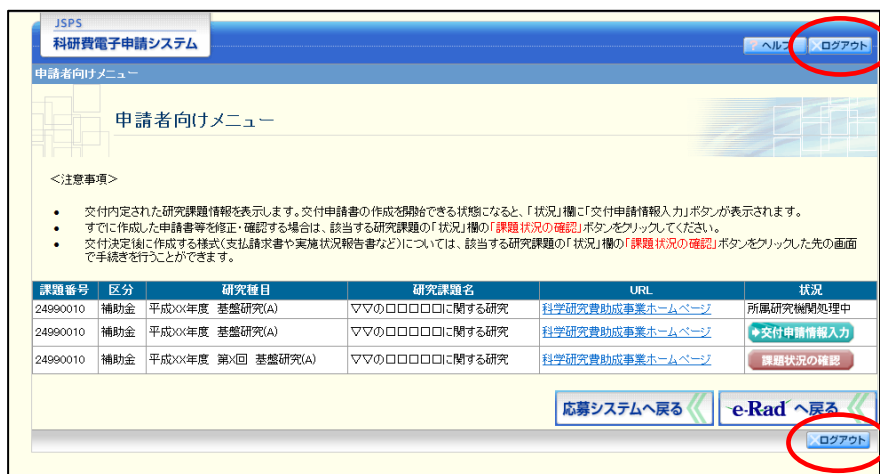 JSPS
科研費電子申請システム
? ヘルプ ×ログアウト
申請者向けメニュー
申請者向けメニュー
<注意事項>
• 交付内定された研究課題情報を表示します。交付申請書の作成を開始できる状態になると、「状況」欄に「交付申請情報入力」ボタンが表示されます。
• すでに作成した申請書等を修正・確認する場合は、該当する研究課題の「状況」欄の「課題状況の確認」ボタンをクリックしてください。
• 交付決定後に作成する様式(支払請求書や実施状況報告書など)については、該当する研究課題の「状況」欄の「課題状況の確認」ボタンをクリックした先の画面
で手続きを行うことができます。
課題番号 区分 研究種目 研究課題名 URL 状況
24990010 補助金 平成××年度 基盤研究(A) ▽▽の□□□□□に関する研究 科学研究費助成事業ホームページ 所属研究機関処理中
24990010 補助金 平成××年度 基盤研究(A) ▽▽の□□□□□に関する研究 科学研究費助成事業ホームページ 交付申請情報入力
24990010 補助金 平成××年度 第×回 基盤研究(A) ▽▽の□□□□□に関する研究 科学研究費助成事業ホームページ 課題状況の確認
応募システムへ戻る e-Rad へ戻る
×ログアウト